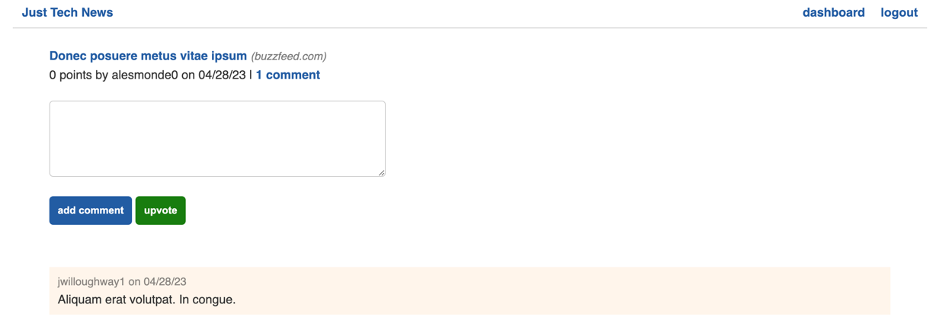 Just Tech News dashboard logout
Donec posuere metus vitae ipsum (buzzfeed.com)
0 points by alesmonde0 on 04/28/23 | 1 comment
add comment upvote
jwilloughway1 on 04/28/23
Aliquam erat volutpat. In congue.